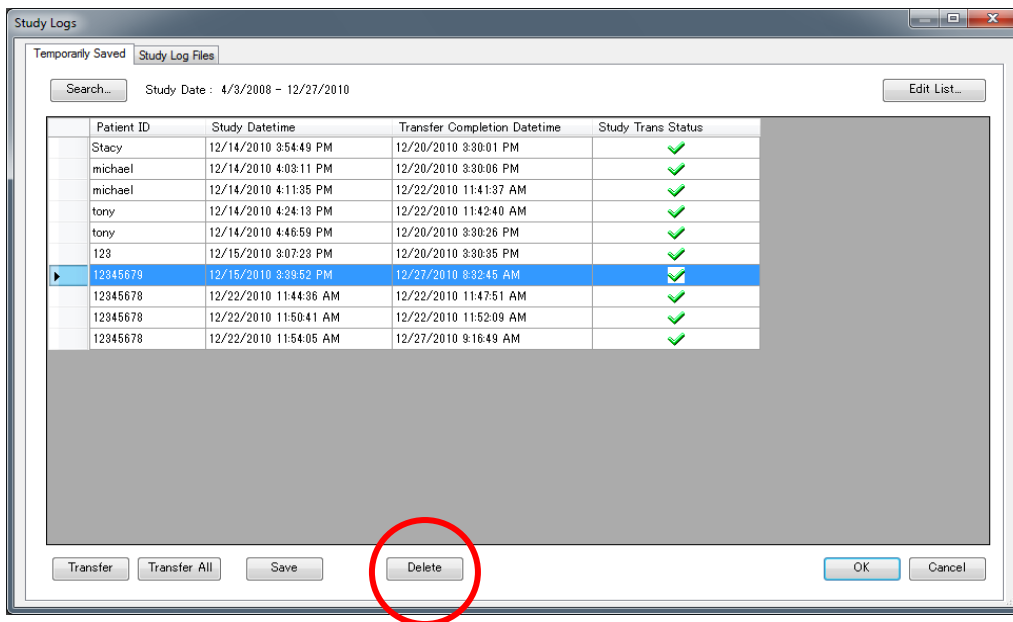 Study Logs
Temporarily Saved Study Log Files
Search... Study Date : 4/3/2008 - 12/27/2010 Edit List...
Patient ID Study Datetime Transfer Completion Datetime Study Trans Status
Stacy 12/14/2010 3:54:49 PM 12/20/2010 3:30:01 PM
michael 12/14/2010 4:03:11 PM 12/20/2010 3:30:06 PM
michael 12/14/2010 4:11:35 PM 12/22/2010 11:41:37 AM
tony 12/14/2010 4:24:13 PM 12/22/2010 11:42:40 AM
tony 12/14/2010 4:46:59 PM 12/20/2010 3:30:26 PM
123 12/15/2010 3:07:23 PM 12/20/2010 3:30:35 PM
12345679 12/15/2010 3:39:52 PM 12/27/2010 8:32:45 AM
12345678 12/22/2010 11:44:36 AM 12/22/2010 11:47:51 AM
12345678 12/22/2010 11:50:41 AM 12/22/2010 11:52:09 AM
12345678 12/22/2010 11:54:05 AM 12/27/2010 9:16:49 AM
Transfer Transfer All Save Delete OK Cancel